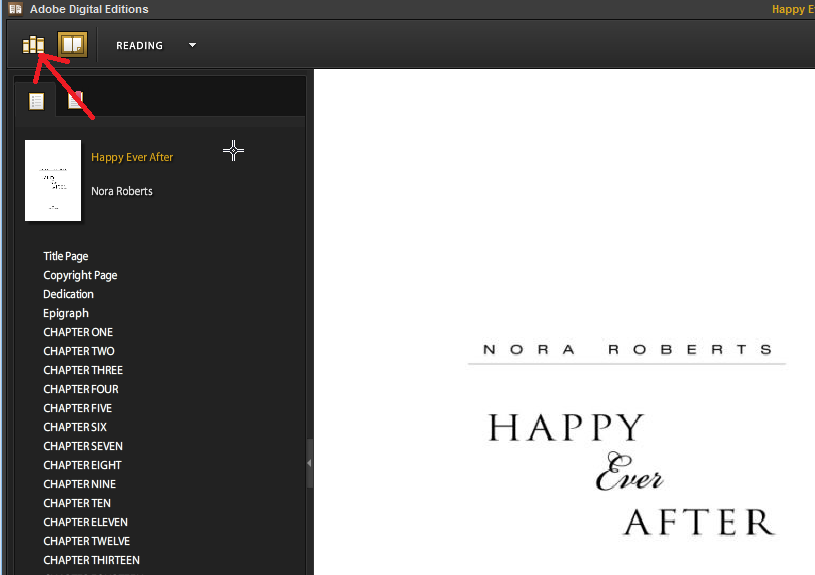 Adobe Digital Editions
Happy E
READING
Happy Ever After
Nora Roberts
Title Page
Copyright Page
Dedication
Epigraph
CHAPTER ONE
CHAPTER TWO
CHAPTER THREE
CHAPTER FOUR
CHAPTER FIVE
CHAPTER SIX
CHAPTER SEVEN
CHAPTER EIGHT
CHAPTER NINE
CHAPTER TEN
CHAPTER ELEVEN
CHAPTER TWELVE
CHAPTER THIRTEEN
NORA ROBERTS
HAPPY
Ever
AFTER